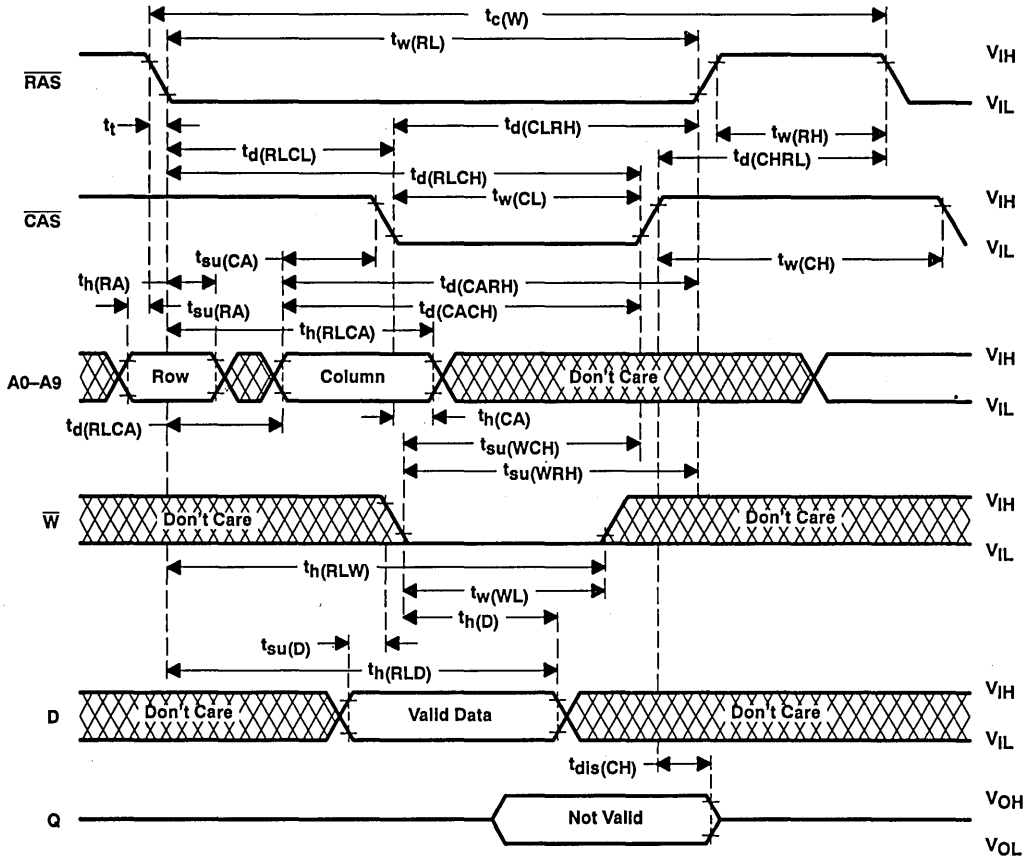 tc(W)
tw(RL)
VIH
RAS
VIL
tt
td(CLRH)
tw(RH)
td(RLCL)
td(CHRL)
td(RLCH)
tw(CL)
VIH
CAS
VIL
tsu(CA)
tw(CH)
th(RA)
td(CARH)
tsu(RA)
td(CACH)
th(RLCA)
VIH
A0–A9
Row
Column
Don't Care
VIL
td(RLCA)
th(CA)
tsu(WCH)
tsu(WRH)
VIH
W
Don't Care
Don't Care
VIL
th(RLW)
tw(WL)
th(D)
tsu(D)
th(RLD)
VIH
D
Don't Care
Valid Data
Don't Care
VIL
tdis(CH)
VOH
Q
Not Valid
VOL